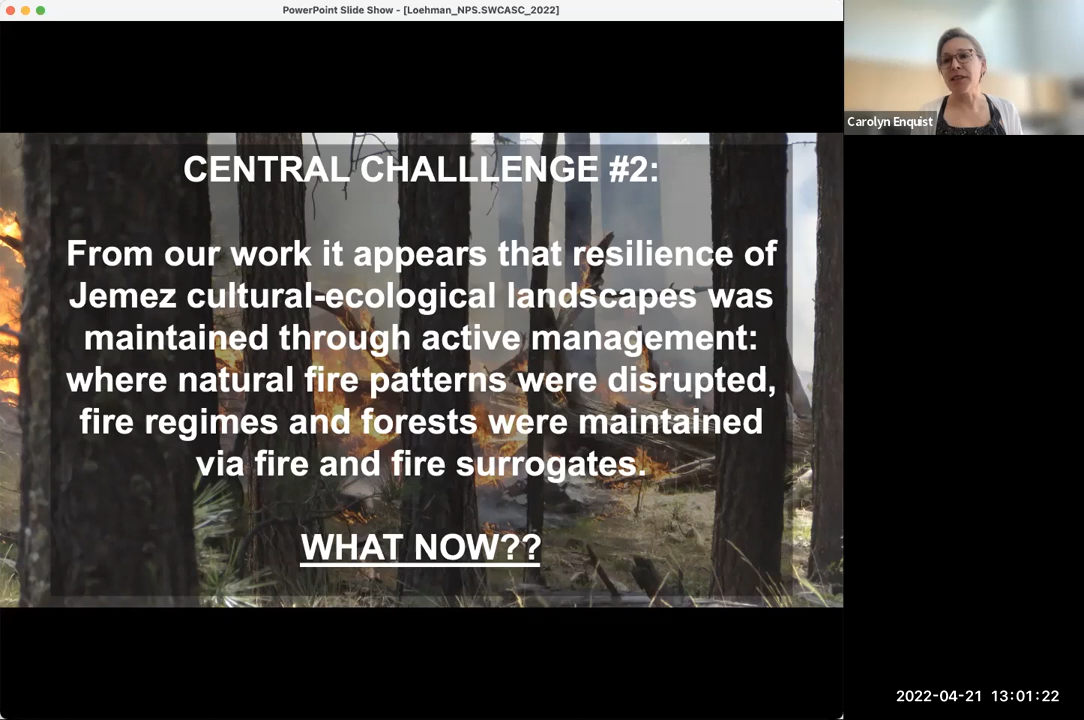 PowerPoint Slide Show - [Loehman_NPS.SWCASC_2022]
CENTRAL CHALLLENGE #2:
From our work it appears that resilience of
Jemez cultural-ecological landscapes was
maintained through active management:
where natural fire patterns were disrupted,
fire regimes and forests were maintained
via fire and fire surrogates.
WHAT NOW??
Carolyn Enquist
2022-04-21 13:01:22